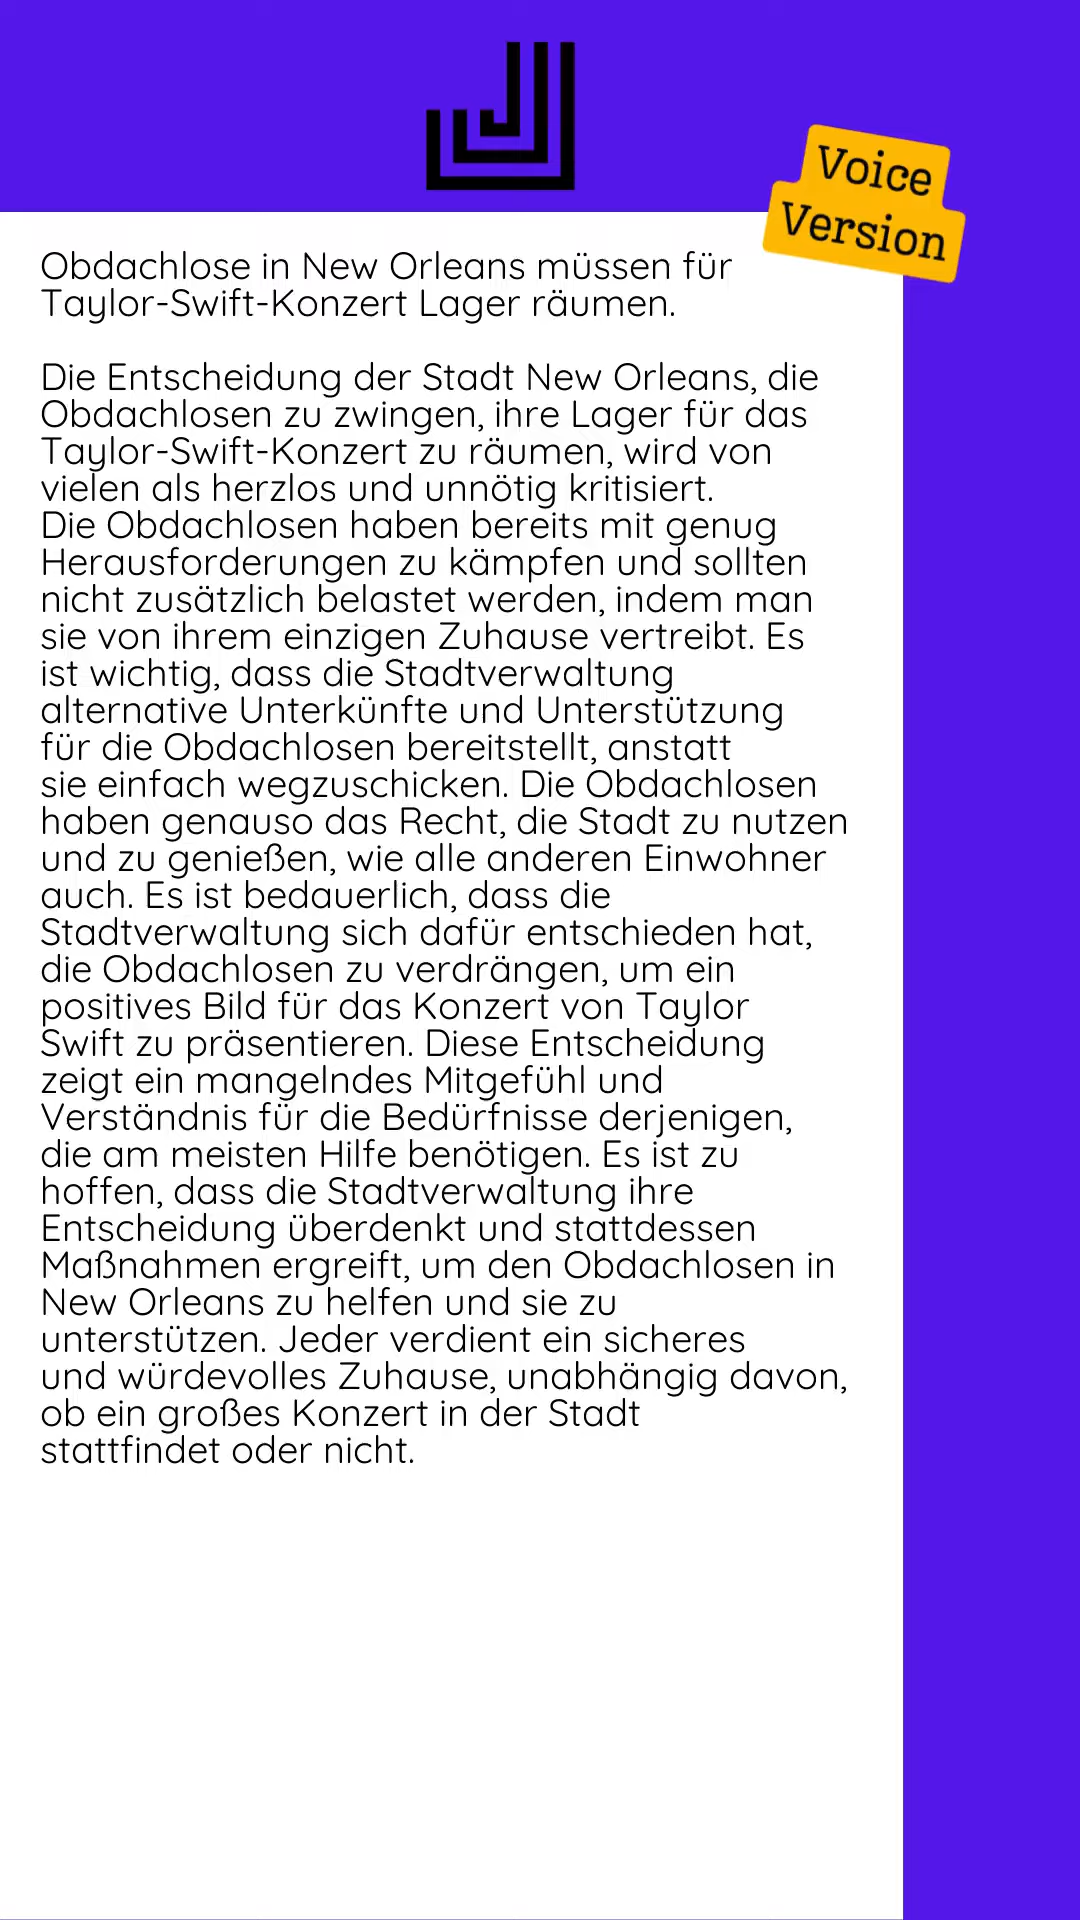 Voice
Version
Obdachlose in New Orleans müssen für
Taylor-Swift-Konzert Lager räumen.
Die Entscheidung der Stadt New Orleans, die
Obdachlosen zu zwingen, ihre Lager für das
Taylor-Swift-Konzert zu räumen, wird von
vielen als herzlos und unnötig kritisiert.
Die Obdachlosen haben bereits mit genug
Herausforderungen zu kämpfen und sollten
nicht zusätzlich belastet werden, indem man
sie von ihrem einzigen Zuhause vertreibt. Es
ist wichtig, dass die Stadtverwaltung
alternative Unterkünfte und Unterstützung
für die Obdachlosen bereitstellt, anstatt
sie einfach wegzuschicken. Die Obdachlosen
haben genauso das Recht, die Stadt zu nutzen
und zu genießen, wie alle anderen Einwohner
auch. Es ist bedauerlich, dass die
Stadtverwaltung sich dafür entschieden hat,
die Obdachlosen zu verdrängen, um ein
positives Bild für das Konzert von Taylor
Swift zu präsentieren. Diese Entscheidung
zeigt ein mangelndes Mitgefühl und
Verständnis für die Bedürfnisse derjenigen,
die am meisten Hilfe benötigen. Es ist zu
hoffen, dass die Stadtverwaltung ihre
Entscheidung überdenkt und stattdessen
Maßnahmen ergreift, um den Obdachlosen in
New Orleans zu helfen und sie zu
unterstützen. Jeder verdient ein sicheres
und würdevolles Zuhause, unabhängig davon,
ob ein großes Konzert in der Stadt
stattfindet oder nicht.